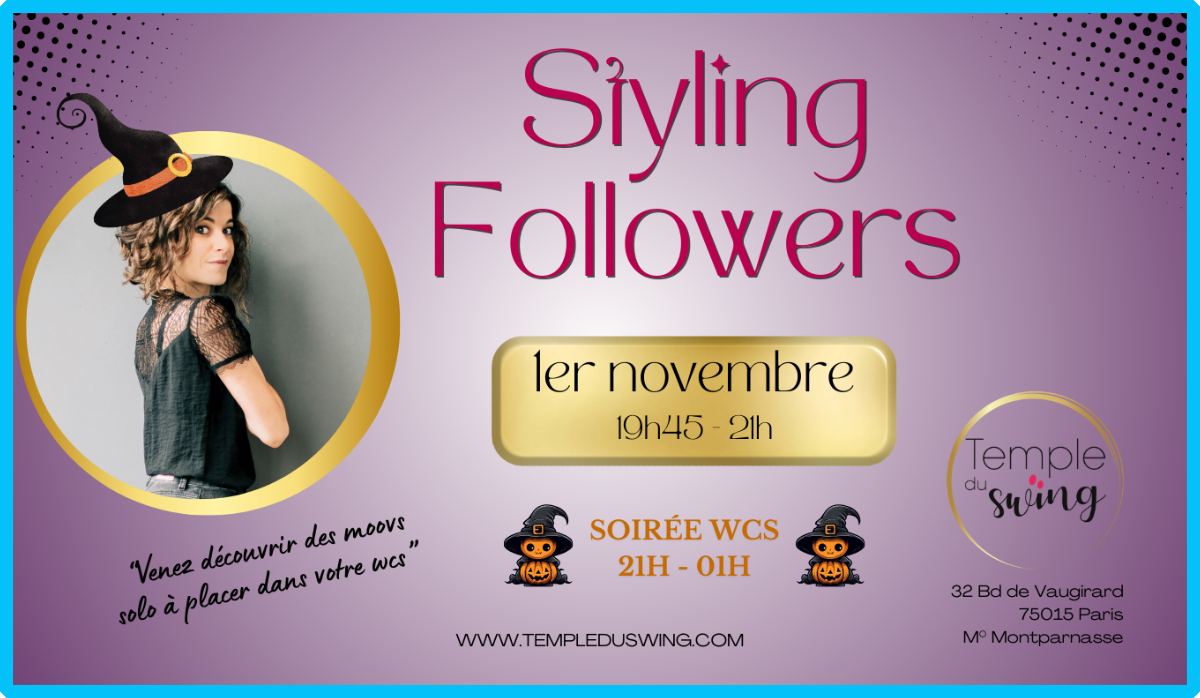 Styling
Followers
1er novembre
19h45 - 21h
"Venez découvrir des moovs
solo à placer dans votre wcs"
SOIRÉE WCS
21H - 01H
WWW.TEMPLEDUSWING.COM
Temple
du swing
32 Bd de Vaugirard
75015 Paris
M° Montparnasse